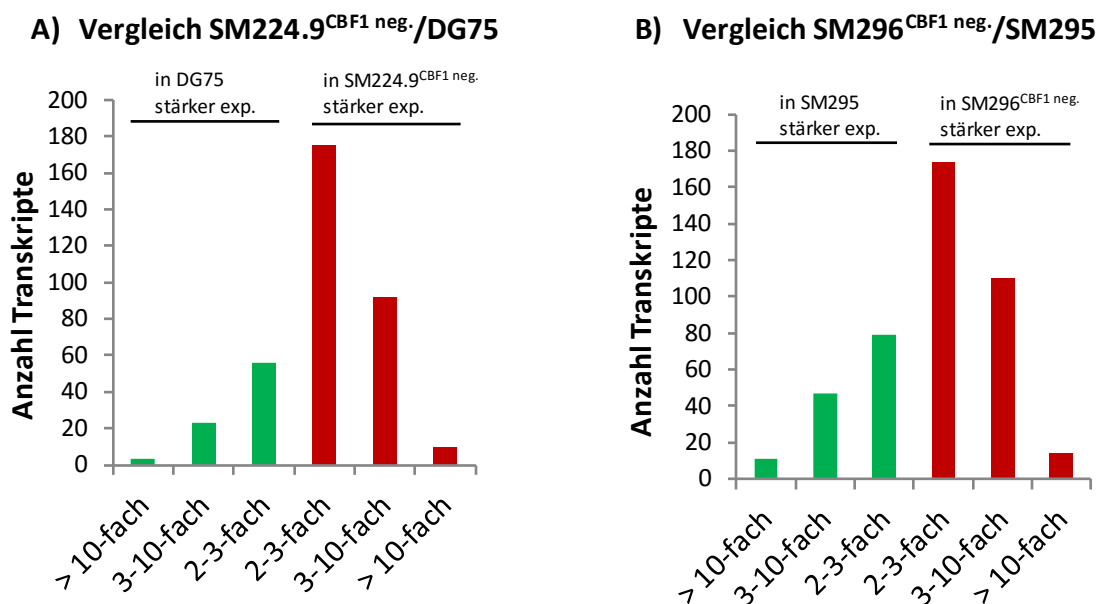 A) Vergleich SM224.9CBF1 neg./DG75
in DG75
stärker exp.
in SM224.9CBF1 neg.
stärker exp.
Anzahl Transkripte
200
180
160
140
120
100
80
60
40
20
0
> 10-fach
3-10-fach
2-3-fach
2-3-fach
3-10-fach
> 10-fach
B) Vergleich SM296CBF1 neg./SM295
in SM295
stärker exp.
in SM296CBF1 neg.
stärker exp.
Anzahl Transkripte
200
180
160
140
120
100
80
60
40
20
0
> 10-fach
3-10-fach
2-3-fach
2-3-fach
3-10-fach
> 10-fach